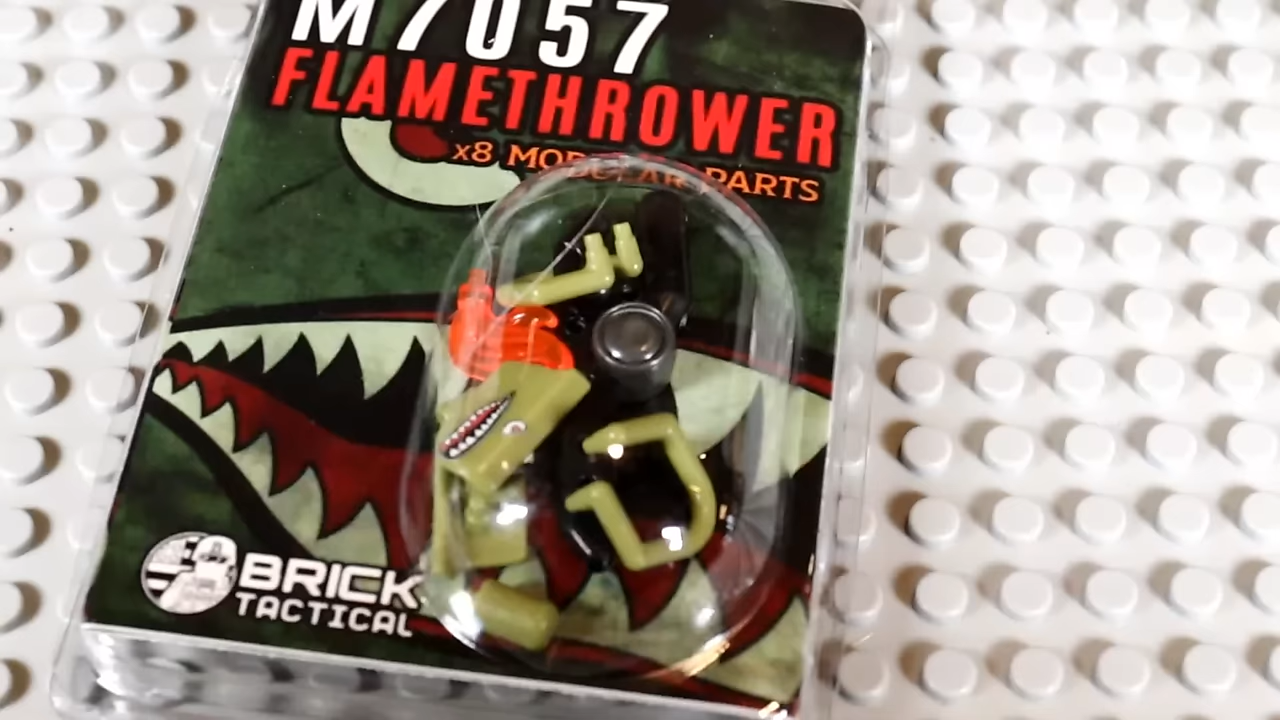 M7057
FLAMETHROWER
x8 MODULAR PARTS
BRICK
TACTICAL